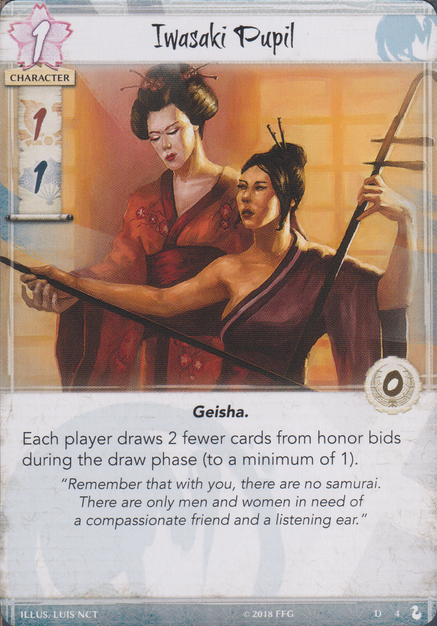 1
Iwasaki Pupil
CHARACTER
1
1
0
Geisha.
Each player draws 2 fewer cards from honor bids
during the draw phase (to a minimum of 1).
“Remember that with you, there are no samurai.
There are only men and women in need of
a compassionate friend and a listening ear.”
ILLUS. LUIS NCT © 2018 FFG D 4